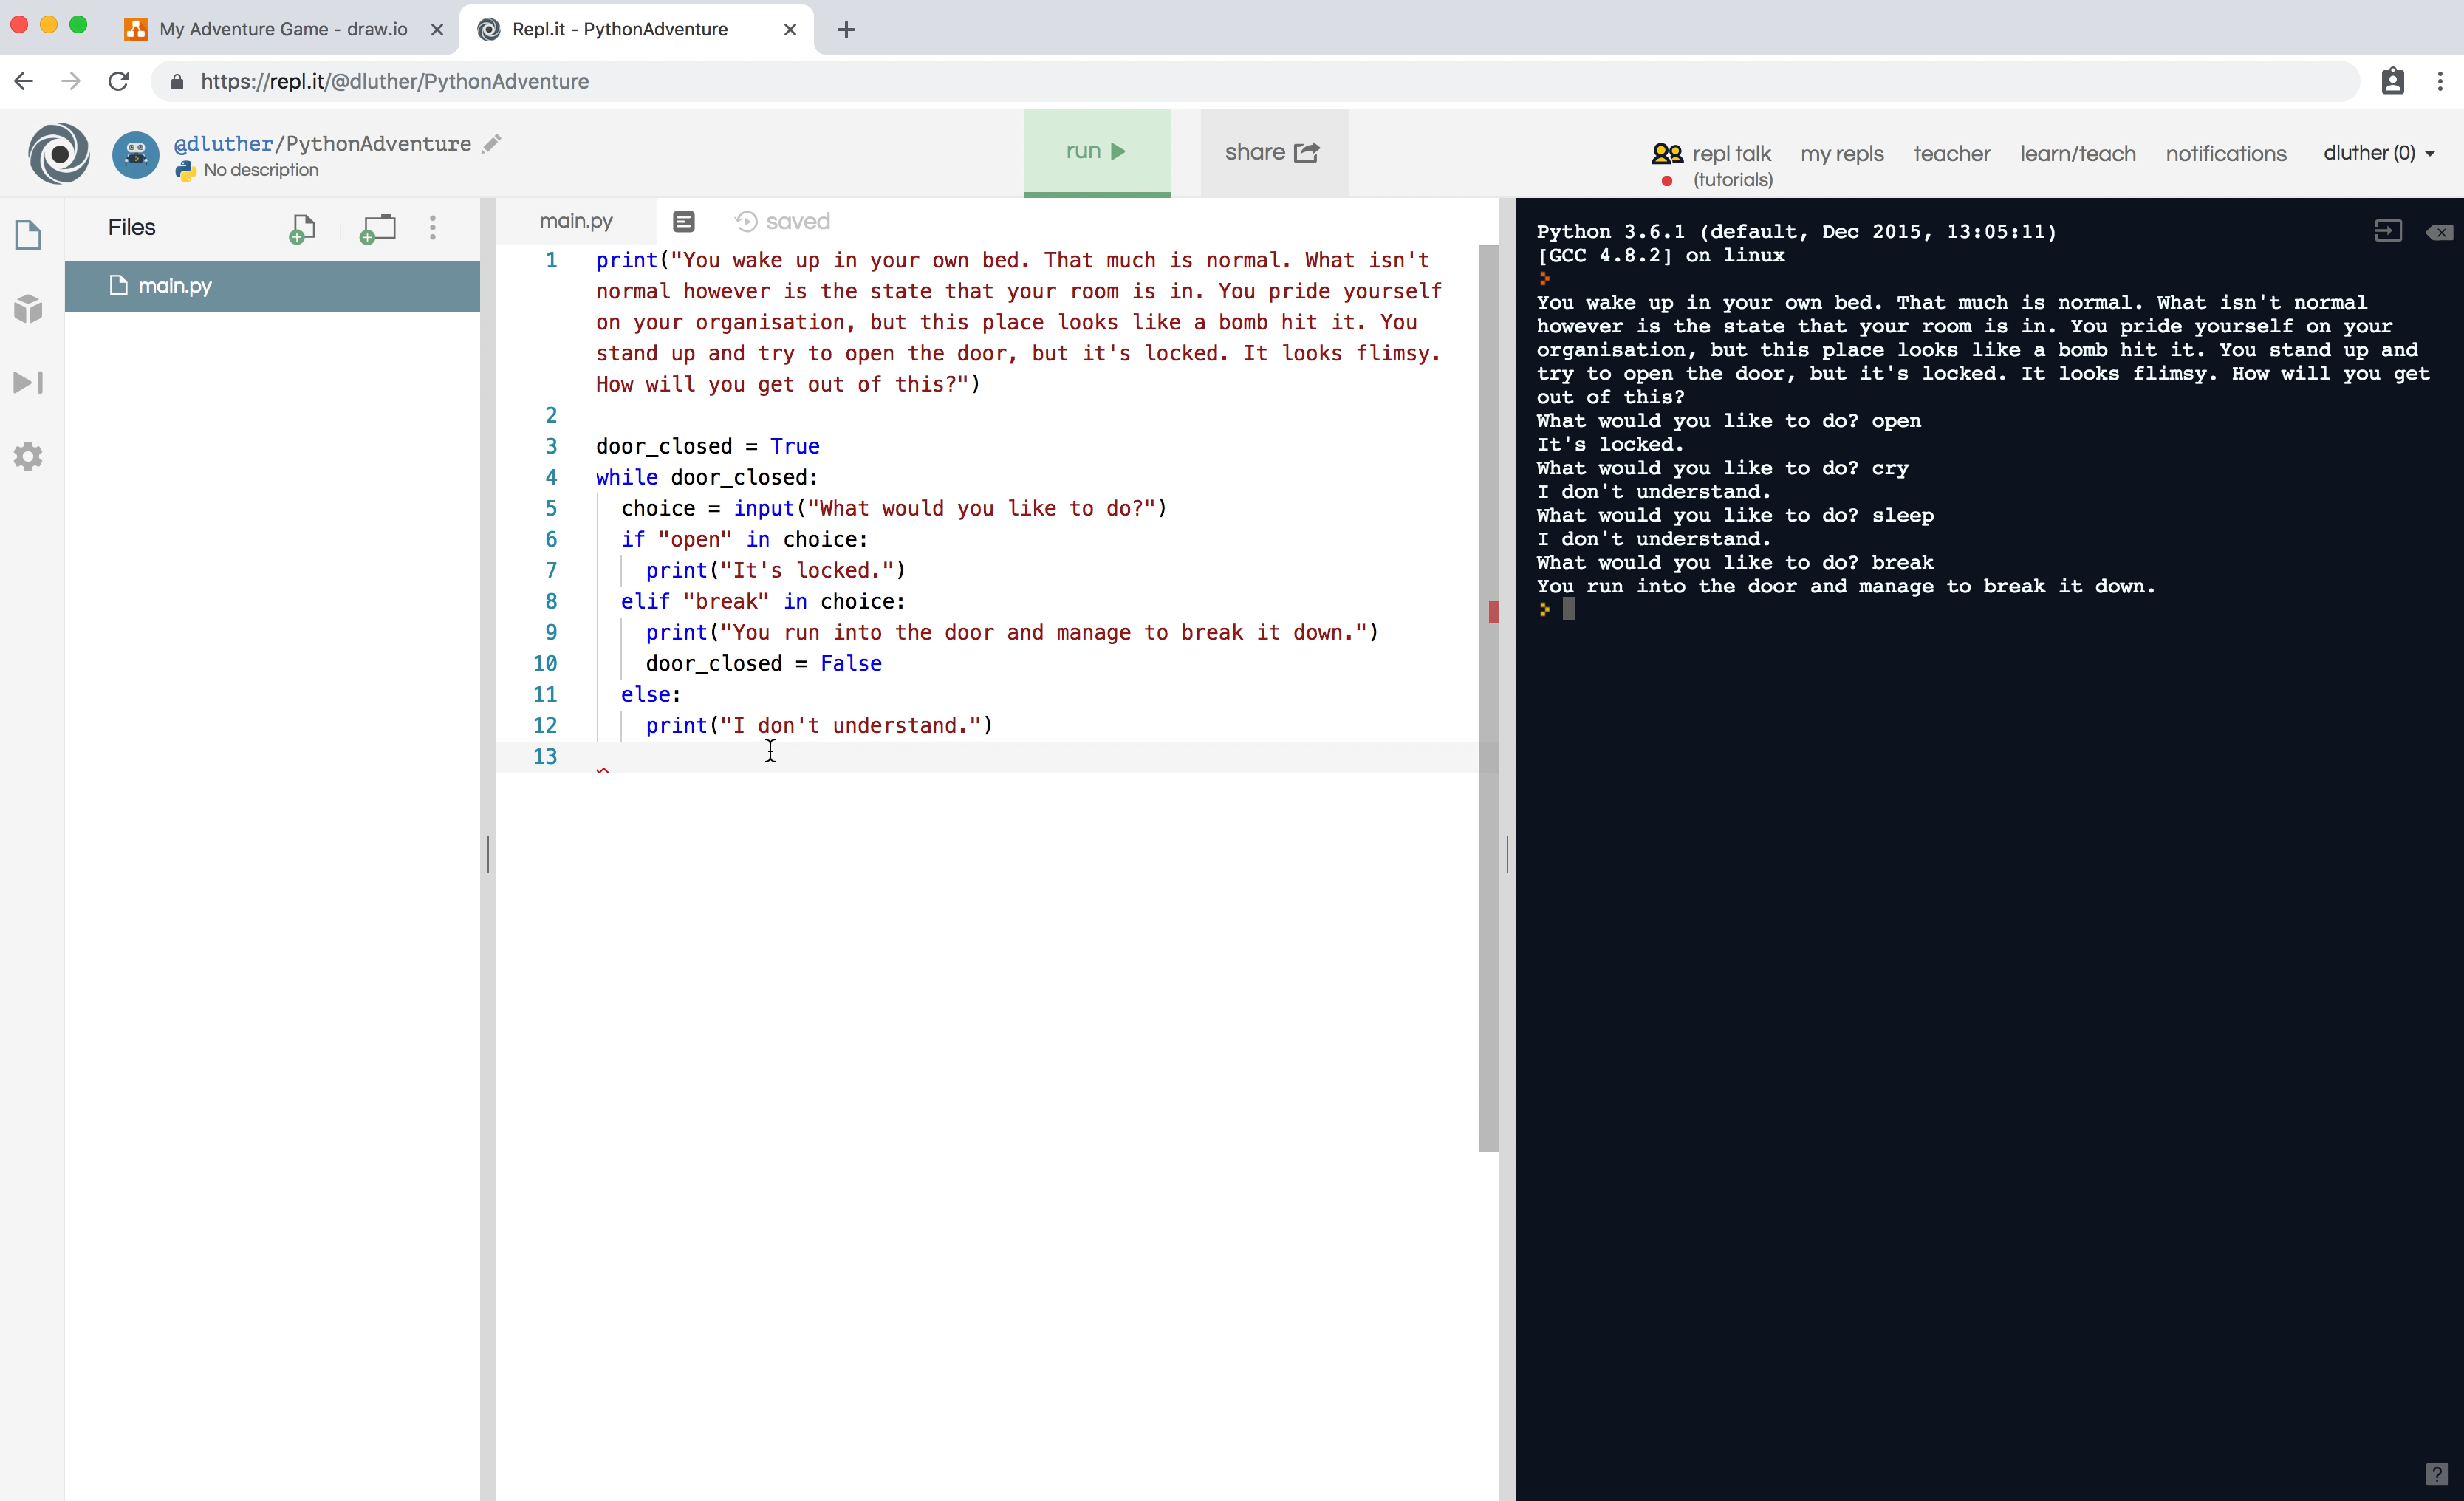 My Adventure Game - draw.io
Repl.it - PythonAdventure
https://repl.it/@dluther/PythonAdventure
@dluther/PythonAdventure
No description
run
share
repl talk
(tutorials)
my repls
teacher
learn/teach
notifications
dluther (0)
Files
main.py
main.py
saved
1 print("You wake up in your own bed. That much is normal. What isn't
normal however is the state that your room is in. You pride yourself
on your organisation, but this place looks like a bomb hit it. You
stand up and try to open the door, but it's locked. It looks flimsy.
How will you get out of this?")
2
3 door_closed = True
4 while door_closed:
5   choice = input("What would you like to do?")
6   if "open" in choice:
7     print("It's locked.")
8   elif "break" in choice:
9     print("You run into the door and manage to break it down.")
10     door_closed = False
11   else:
12     print("I don't understand.")
13
Python 3.6.1 (default, Dec 2015, 13:05:11)
[GCC 4.8.2] on linux
You wake up in your own bed. That much is normal. What isn't normal
however is the state that your room is in. You pride yourself on your
organisation, but this place looks like a bomb hit it. You stand up and
try to open the door, but it's locked. It looks flimsy. How will you get
out of this?
What would you like to do? open
It's locked.
What would you like to do? cry
I don't understand.
What would you like to do? sleep
I don't understand.
What would you like to do? break
You run into the door and manage to break it down.
?